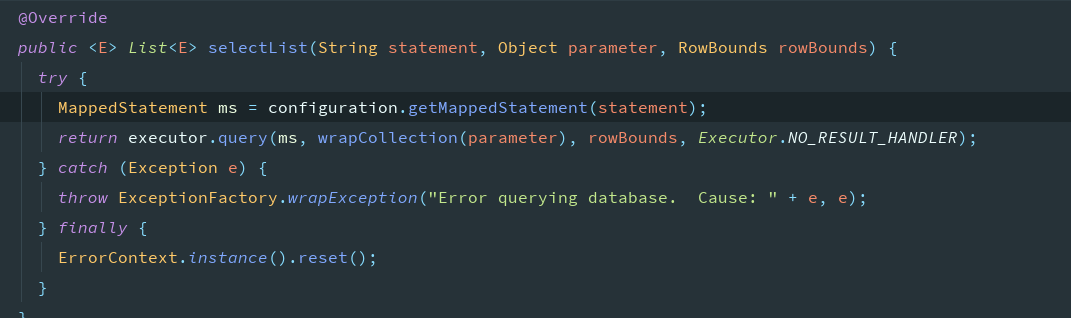 @Override
public <E> List<E> selectList(String statement, Object parameter, RowBounds rowBounds) {
  try {
    MappedStatement ms = configuration.getMappedStatement(statement);
    return executor.query(ms, wrapCollection(parameter), rowBounds, Executor.NO_RESULT_HANDLER);
  } catch (Exception e) {
    throw ExceptionFactory.wrapException("Error querying database.  Cause: " + e, e);
  } finally {
    ErrorContext.instance().reset();
  }
}